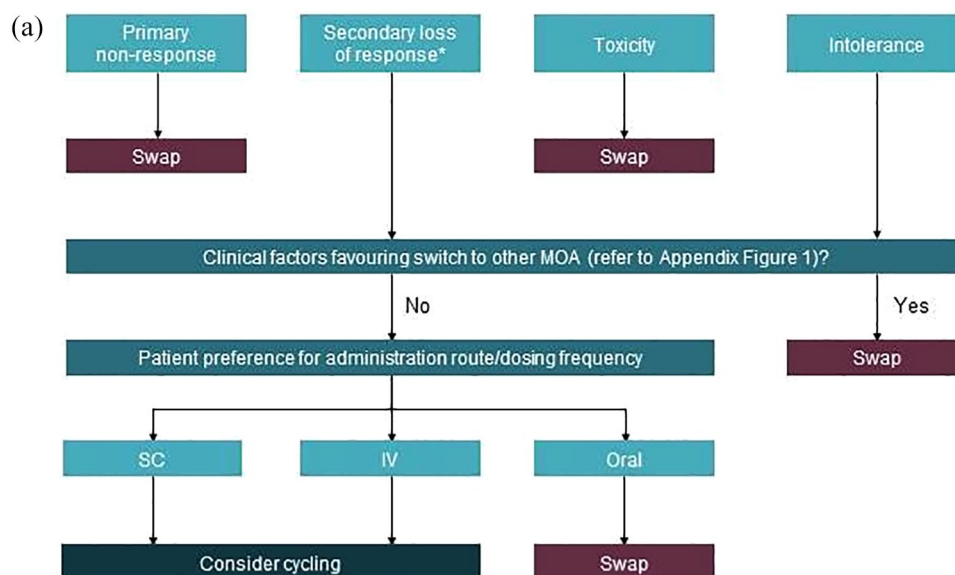 (a)
Primary
non-response
Secondary loss
of response*
Toxicity
Intolerance
Swap
Swap
Clinical factors favouring switch to other MOA (refer to Appendix Figure 1)?
No
Yes
Patient preference for administration route/dosing frequency
Swap
SC
IV
Oral
Consider cycling
Swap